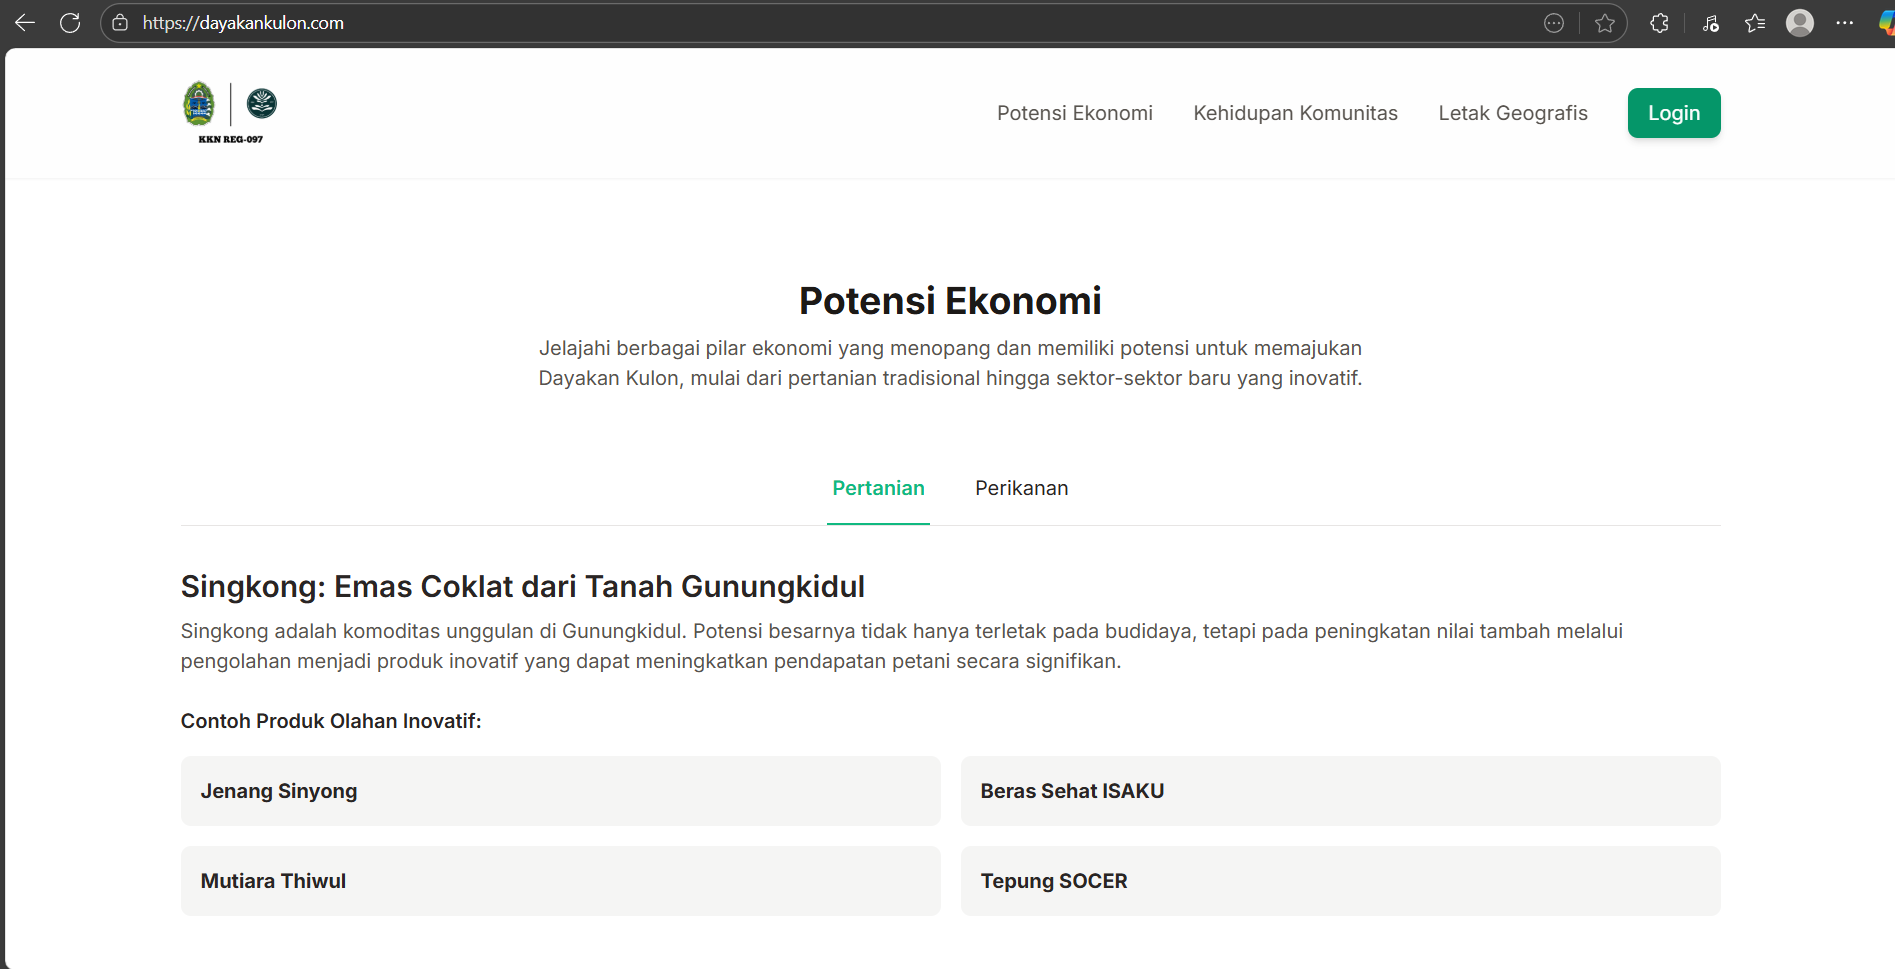 https://dayakankulon.com
KKN REG-097
Potensi Ekonomi
Kehidupan Komunitas
Letak Geografis
Login
Potensi Ekonomi
Jelajahi berbagai pilar ekonomi yang menopang dan memiliki potensi untuk memajukan
Dayakan Kulon, mulai dari pertanian tradisional hingga sektor-sektor baru yang inovatif.
Pertanian
Perikanan
Singkong: Emas Coklat dari Tanah Gunungkidul
Singkong adalah komoditas unggulan di Gunungkidul. Potensi besarnya tidak hanya terletak pada budidaya, tetapi pada peningkatan nilai tambah melalui
pengolahan menjadi produk inovatif yang dapat meningkatkan pendapatan petani secara signifikan.
Contoh Produk Olahan Inovatif:
Jenang Sinyong
Beras Sehat ISAKU
Mutiara Thiwul
Tepung SOCER